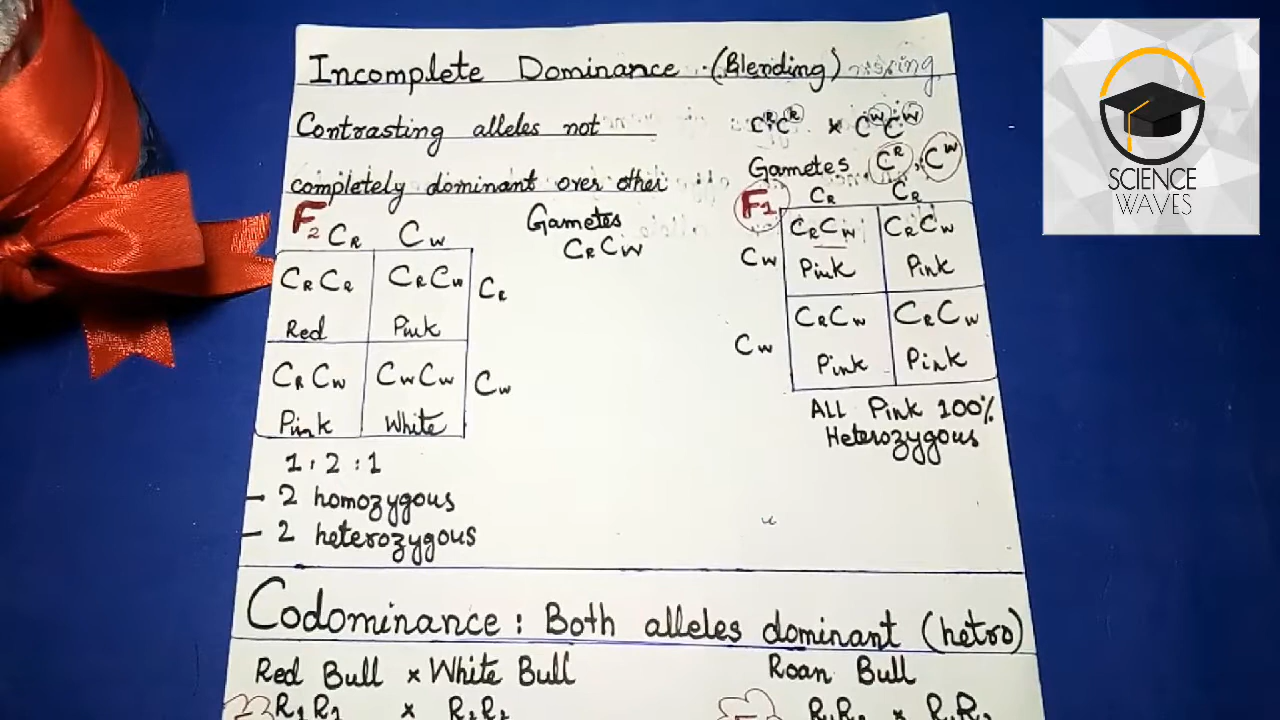 Incomplete Dominance (Blending)
Contrasting alleles not
completely dominant over other
CᴿCᴿ × CᵂCᵂ
Gametes Cᴿ, Cᵂ
F1
CR CR
CW CRCW CRCW
Pink Pink
CW CRCW CRCW
Pink Pink
ALL Pink 100%
Heterozygous
Gametes
CRCW
F2 CR CW
CRCR CRCW CR
Red Pink
CRCW CWCW CW
Pink White
1 : 2 : 1
- 2 homozygous
- 2 heterozygous
Codominance : Both alleles dominant (hetro)
Red Bull × White Bull
Roan Bull
SCIENCE
WAVES